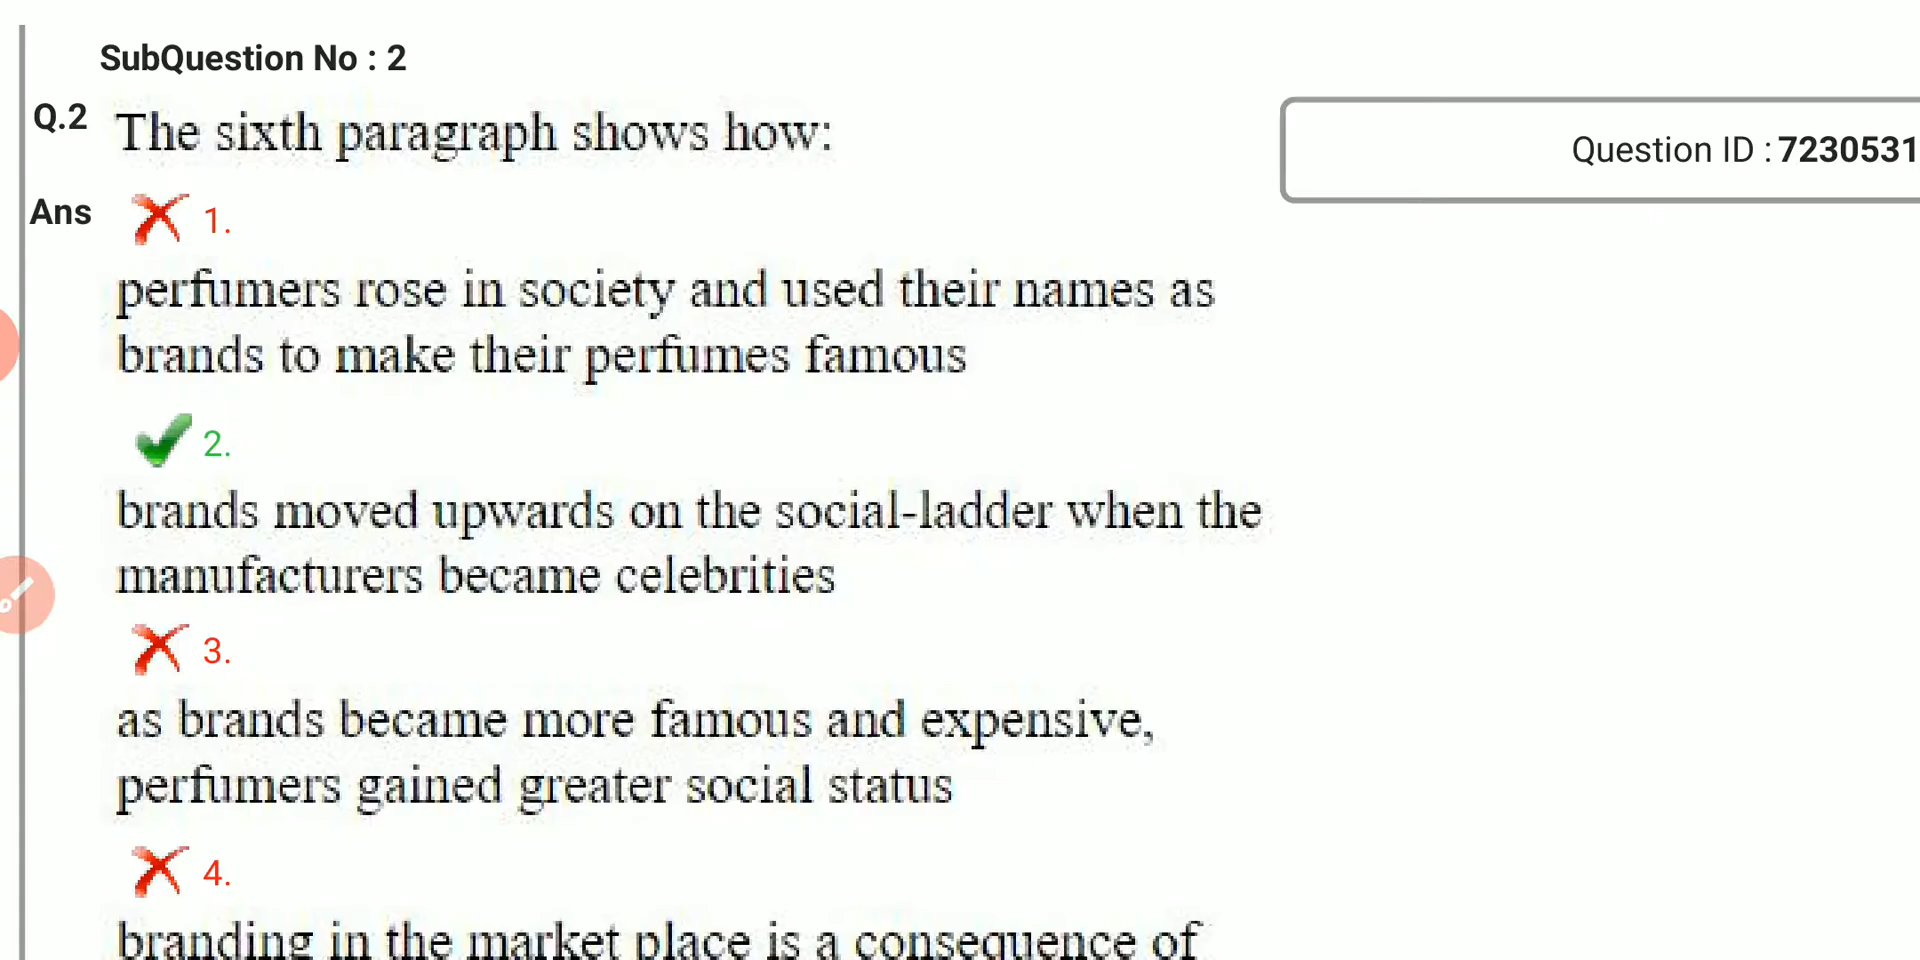 SubQuestion No : 2
Q.2 The sixth paragraph shows how:
Question ID : 7230531
Ans 1.
perfumers rose in society and used their names as
brands to make their perfumes famous
2.
brands moved upwards on the social-ladder when the
manufacturers became celebrities
3.
as brands became more famous and expensive,
perfumers gained greater social status
4.
branding in the market place is a consequence of